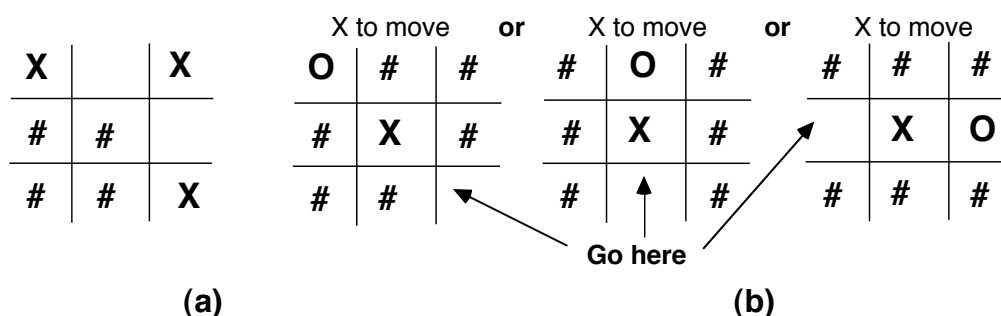 X to move or X to move or X to move
X X O # # # O # # # #
# # # X # # X # X O
# # X # # # # # # #
Go here
(a) (b)